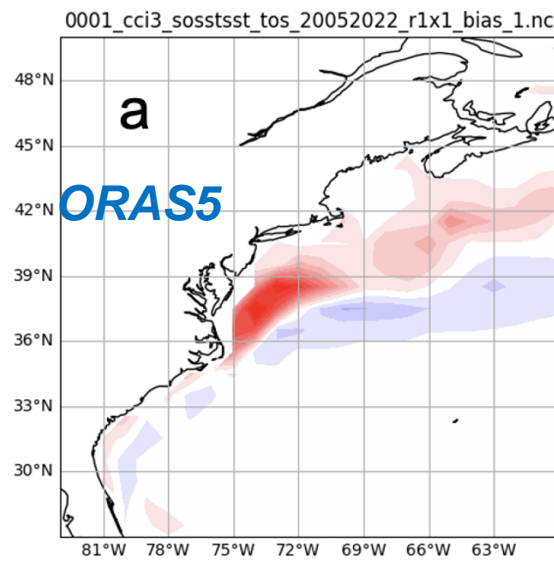 0001_cci3_sosstsst_tos_20052022_r1x1_bias_1.nc
48°N
a
45°N
ORAS5
42°N
39°N
36°N
33°N
30°N
81°W 78°W 75°W 72°W 69°W 66°W 63°W